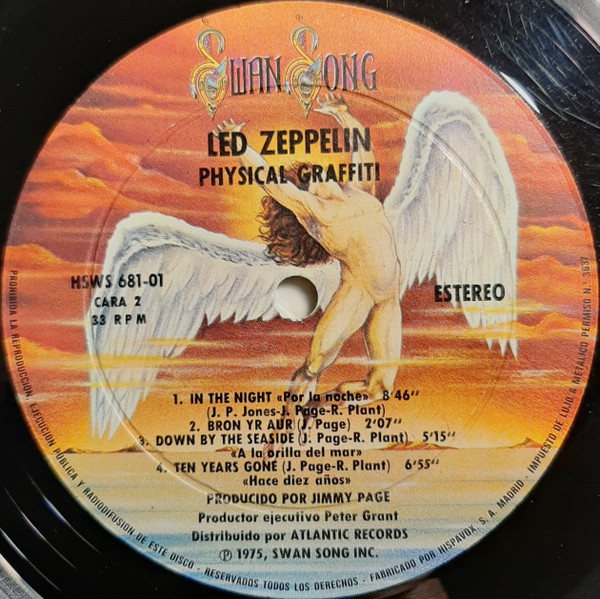 SWAN SONG
LED ZEPPELIN
PHYSICAL GRAFFITI
HSWS 681-01
CARA 2
33 RPM
ESTEREO
1. IN THE NIGHT «Por la noche» 8'46''
(J. P. Jones-J. Page-R. Plant)
2. BRON YR AUR (J. Page) 2'07''
3. DOWN BY THE SEASIDE (J. Page-R. Plant) 5'15''
«A la orilla del mar»
4. TEN YEARS GONE (J. Page-R. Plant) 6'55''
«Hace diez años»
PRODUCIDO POR JIMMY PAGE
Productor ejecutivo Peter Grant
Distribuido por ATLANTIC RECORDS
℗ 1975, SWAN SONG INC.
PROHIBIDA LA REPRODUCCION, EJECUCION PUBLICA Y RADIODIFUSION DE ESTE DISCO - RESERVADOS TODOS LOS DERECHOS - FABRICADO POR HISPAVOX, S. A. MADRID - IMPUESTO DE LUJO A METALICO PERMISO N.º 3637